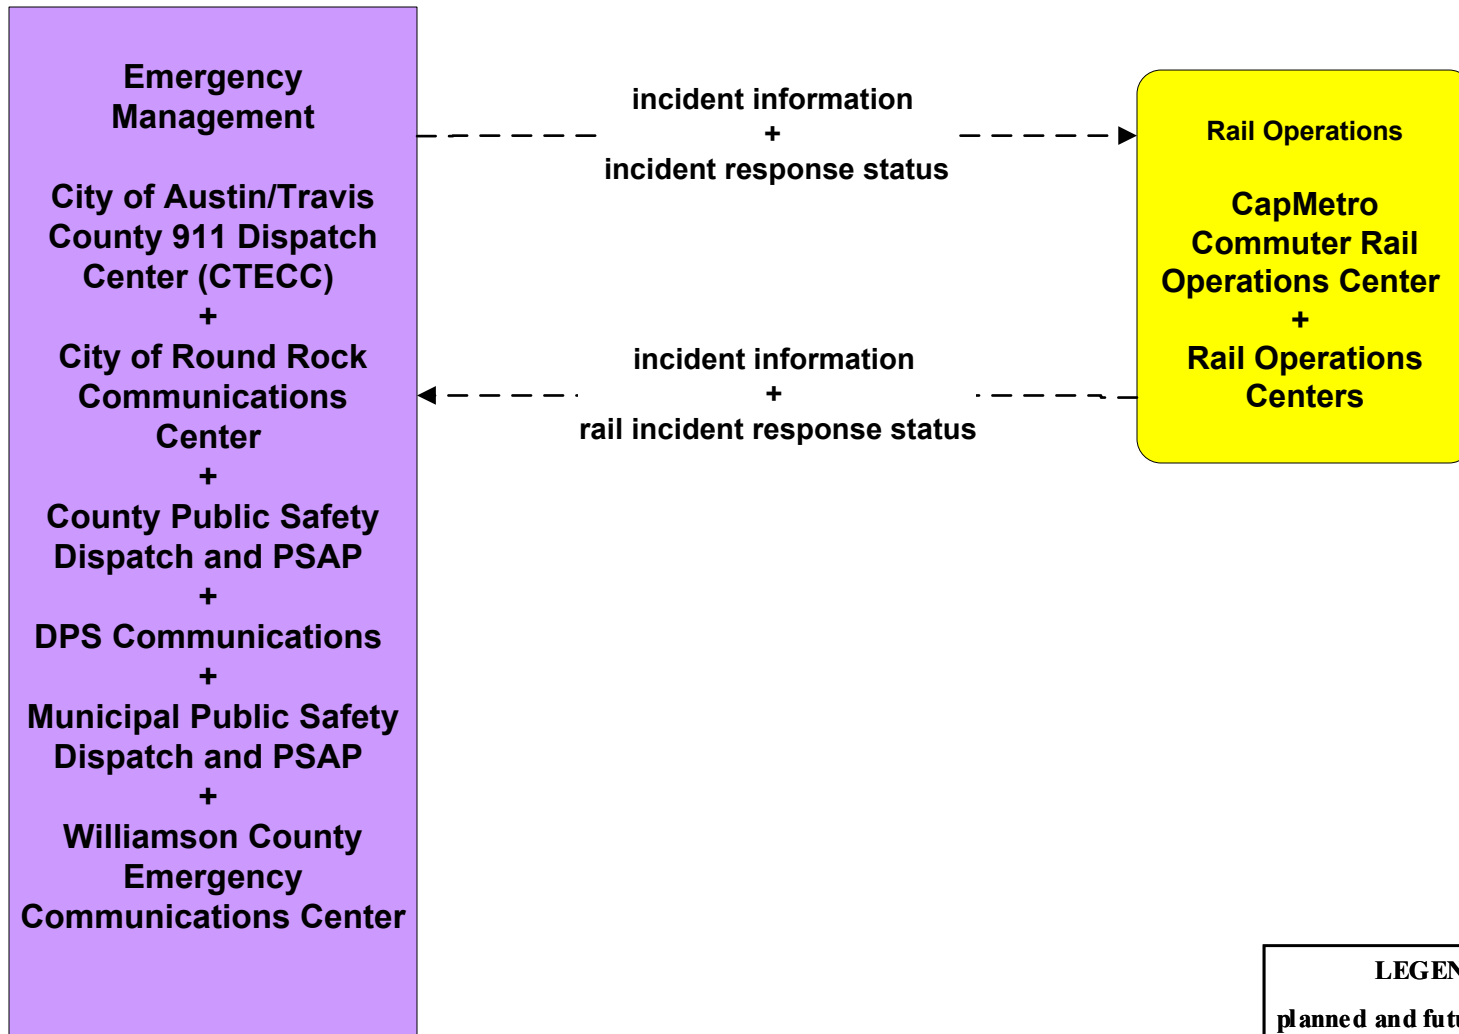 Emergency
Management
City of Austin/Travis
County 911 Dispatch
Center (CTECC)
+
City of Round Rock
Communications
Center
+
County Public Safety
Dispatch and PSAP
+
DPS Communications
+
Municipal Public Safety
Dispatch and PSAP
+
Williamson County
Emergency
Communications Center
incident information
+
incident response status
incident information
+
rail incident response status
Rail Operations
CapMetro
Commuter Rail
Operations Center
+
Rail Operations
Centers
planned and